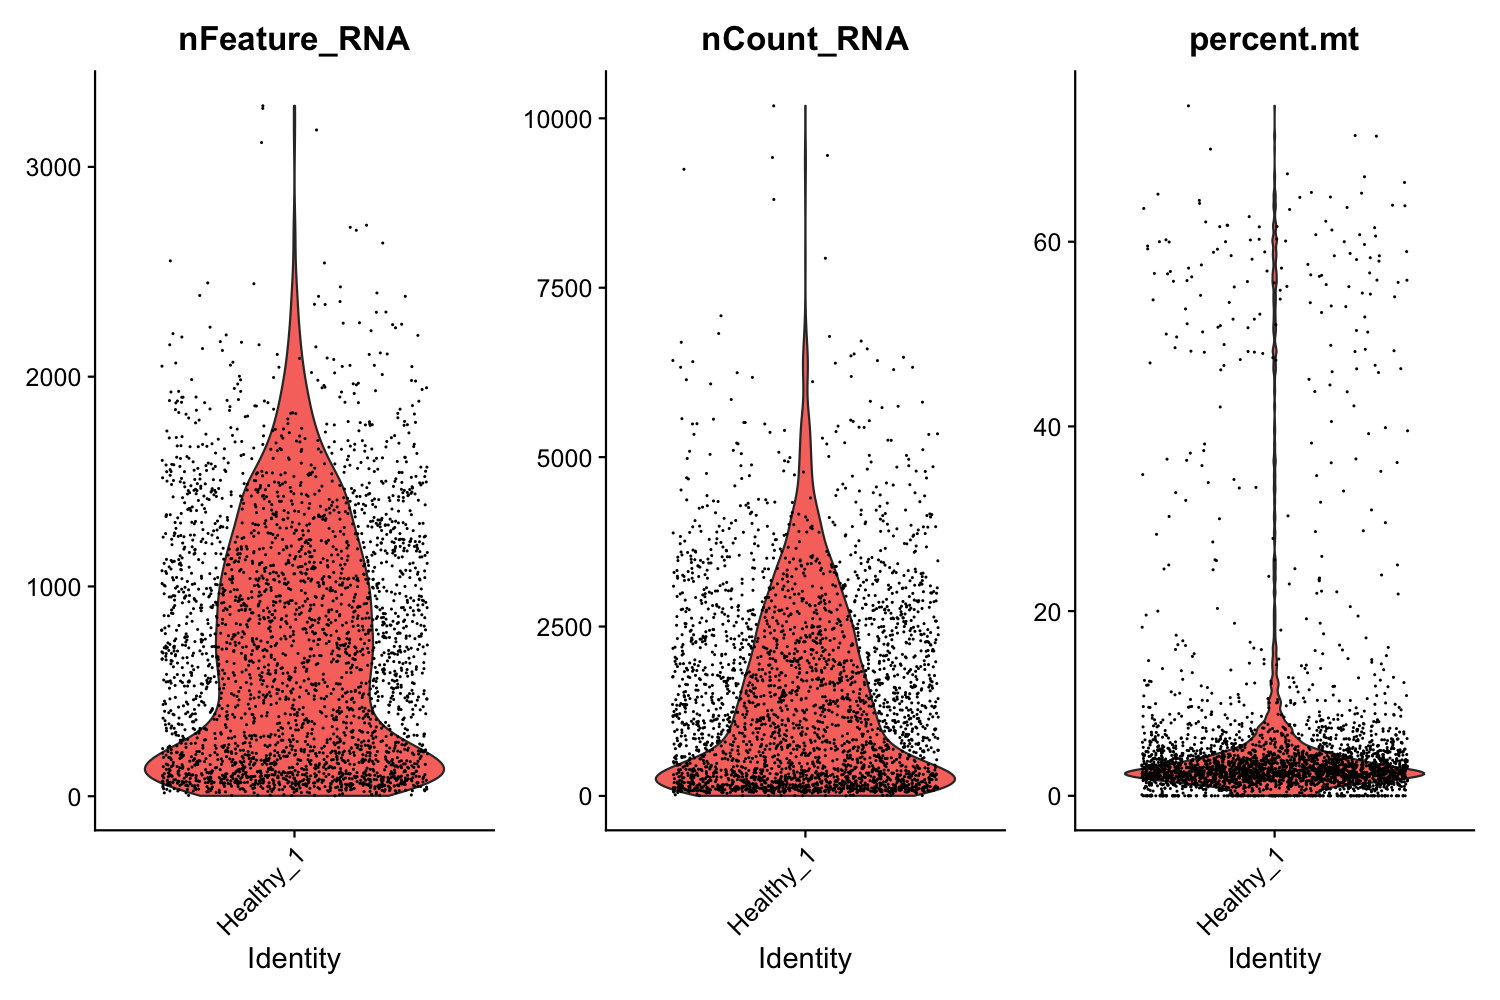 nFeature_RNA
3000
2000
1000
0
Healthy_1
Identity
nCount_RNA
10000
7500
5000
2500
0
Healthy_1
Identity
percent.mt
60
40
20
0
Healthy_1
Identity